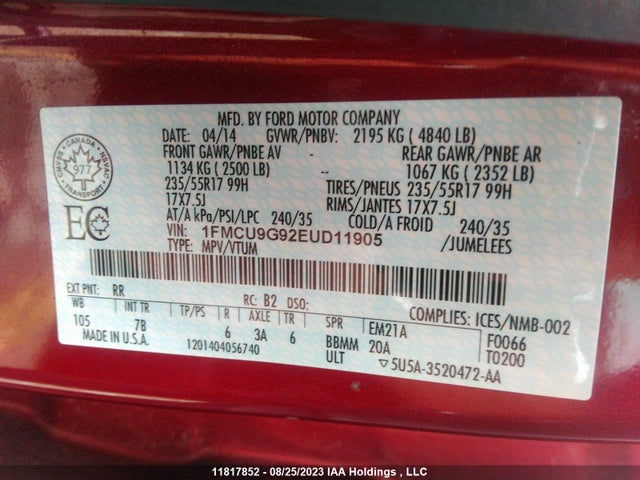 MFD. BY FORD MOTOR COMPANY
DATE: 04/14 GVWR/PNBV: 2195 KG ( 4840 LB)
FRONT GAWR/PNBE AV - REAR GAWR/PNBE AR
1134 KG ( 2500 LB) -- 1067 KG ( 2352 LB)
235/55R17 99H TIRES/PNEUS 235/55R17 99H
17X7.5J RIMS/JANTES 17X7.5J
AT/A kPa/PSI/LPC 240/35 COLD/A FROID 240/35
VIN: 1FMCU9G92EUD11905 /JUMELEES
TYPE: MPV/VTUM
CANADA
977
TRANSPORT
EC
EXT PNT: RR RC: B2 DSO:
COMPLIES: ICES/NMB-002
WB INT TR TP/PS R AXLE TR SPR EM21A F0066
105 7B 6 3A 6 BBMM 20A T0200
MADE IN U.S.A. 1201404056740 ULT 5U5A-3520472-AA
11817852 - 08/25/2023 IAA Holdings , LLC